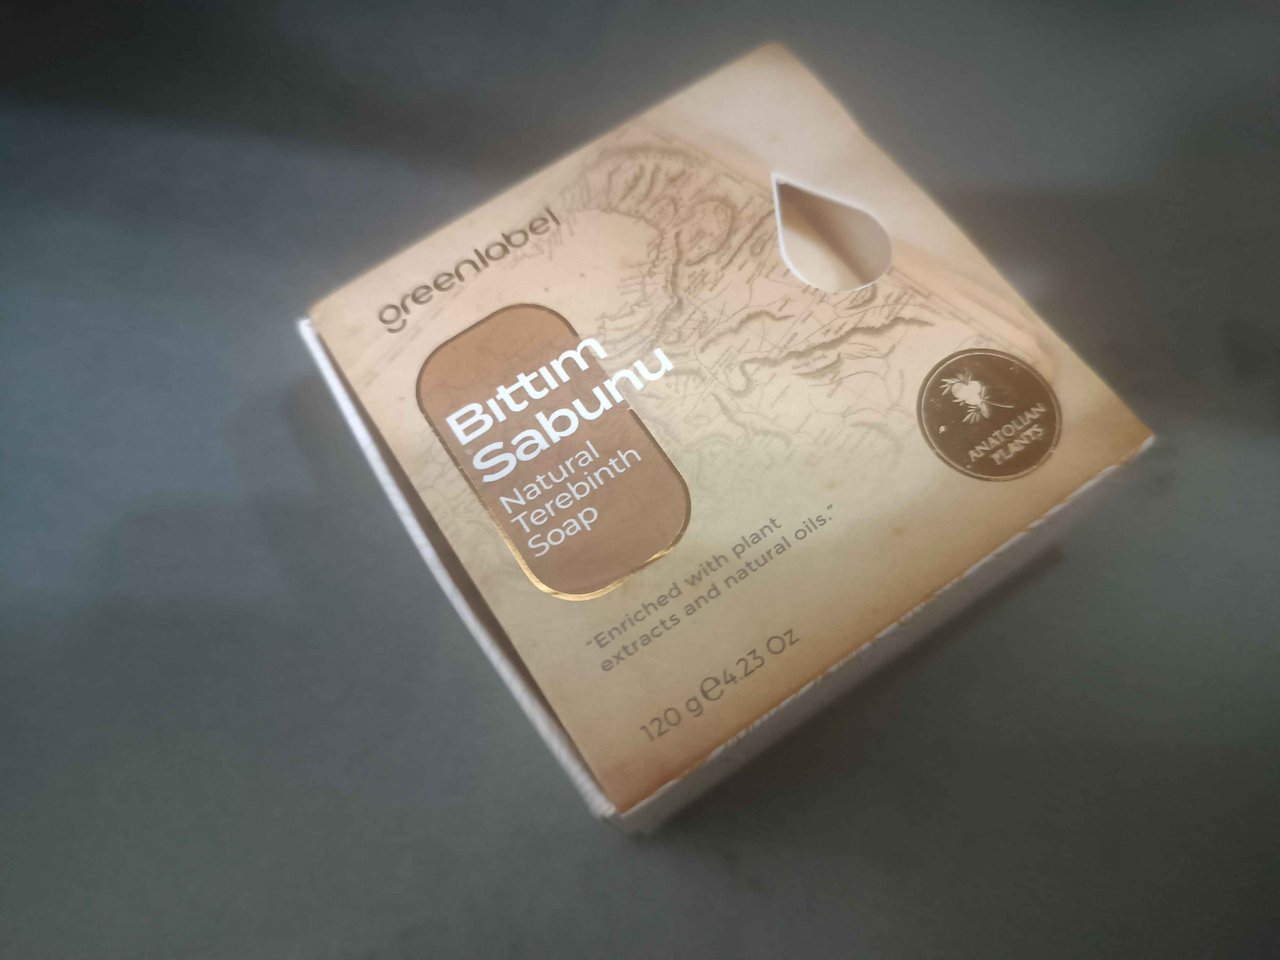 greenlabel
Bıttım
Sabunu
Natural
Terebinth
Soap
"Enriched with plant
extracts and natural oils."
120 g e 4.23 Oz
ANATOLIAN
PLANTS